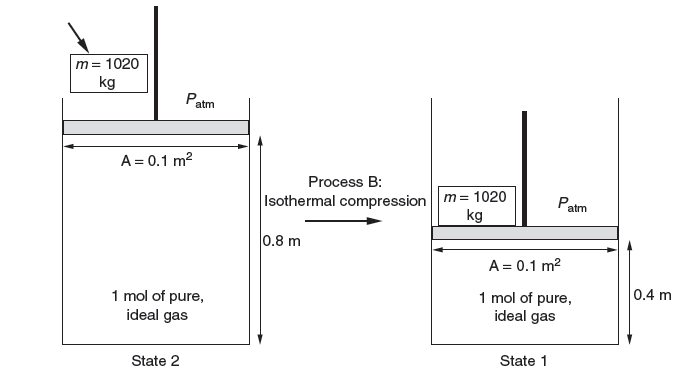 m = 1020
kg
Patm
A = 0.1 m²
0.8 m
1 mol of pure,
ideal gas
State 2
Process B:
Isothermal compression
m = 1020
kg
Patm
A = 0.1 m²
0.4 m
1 mol of pure,
ideal gas
State 1